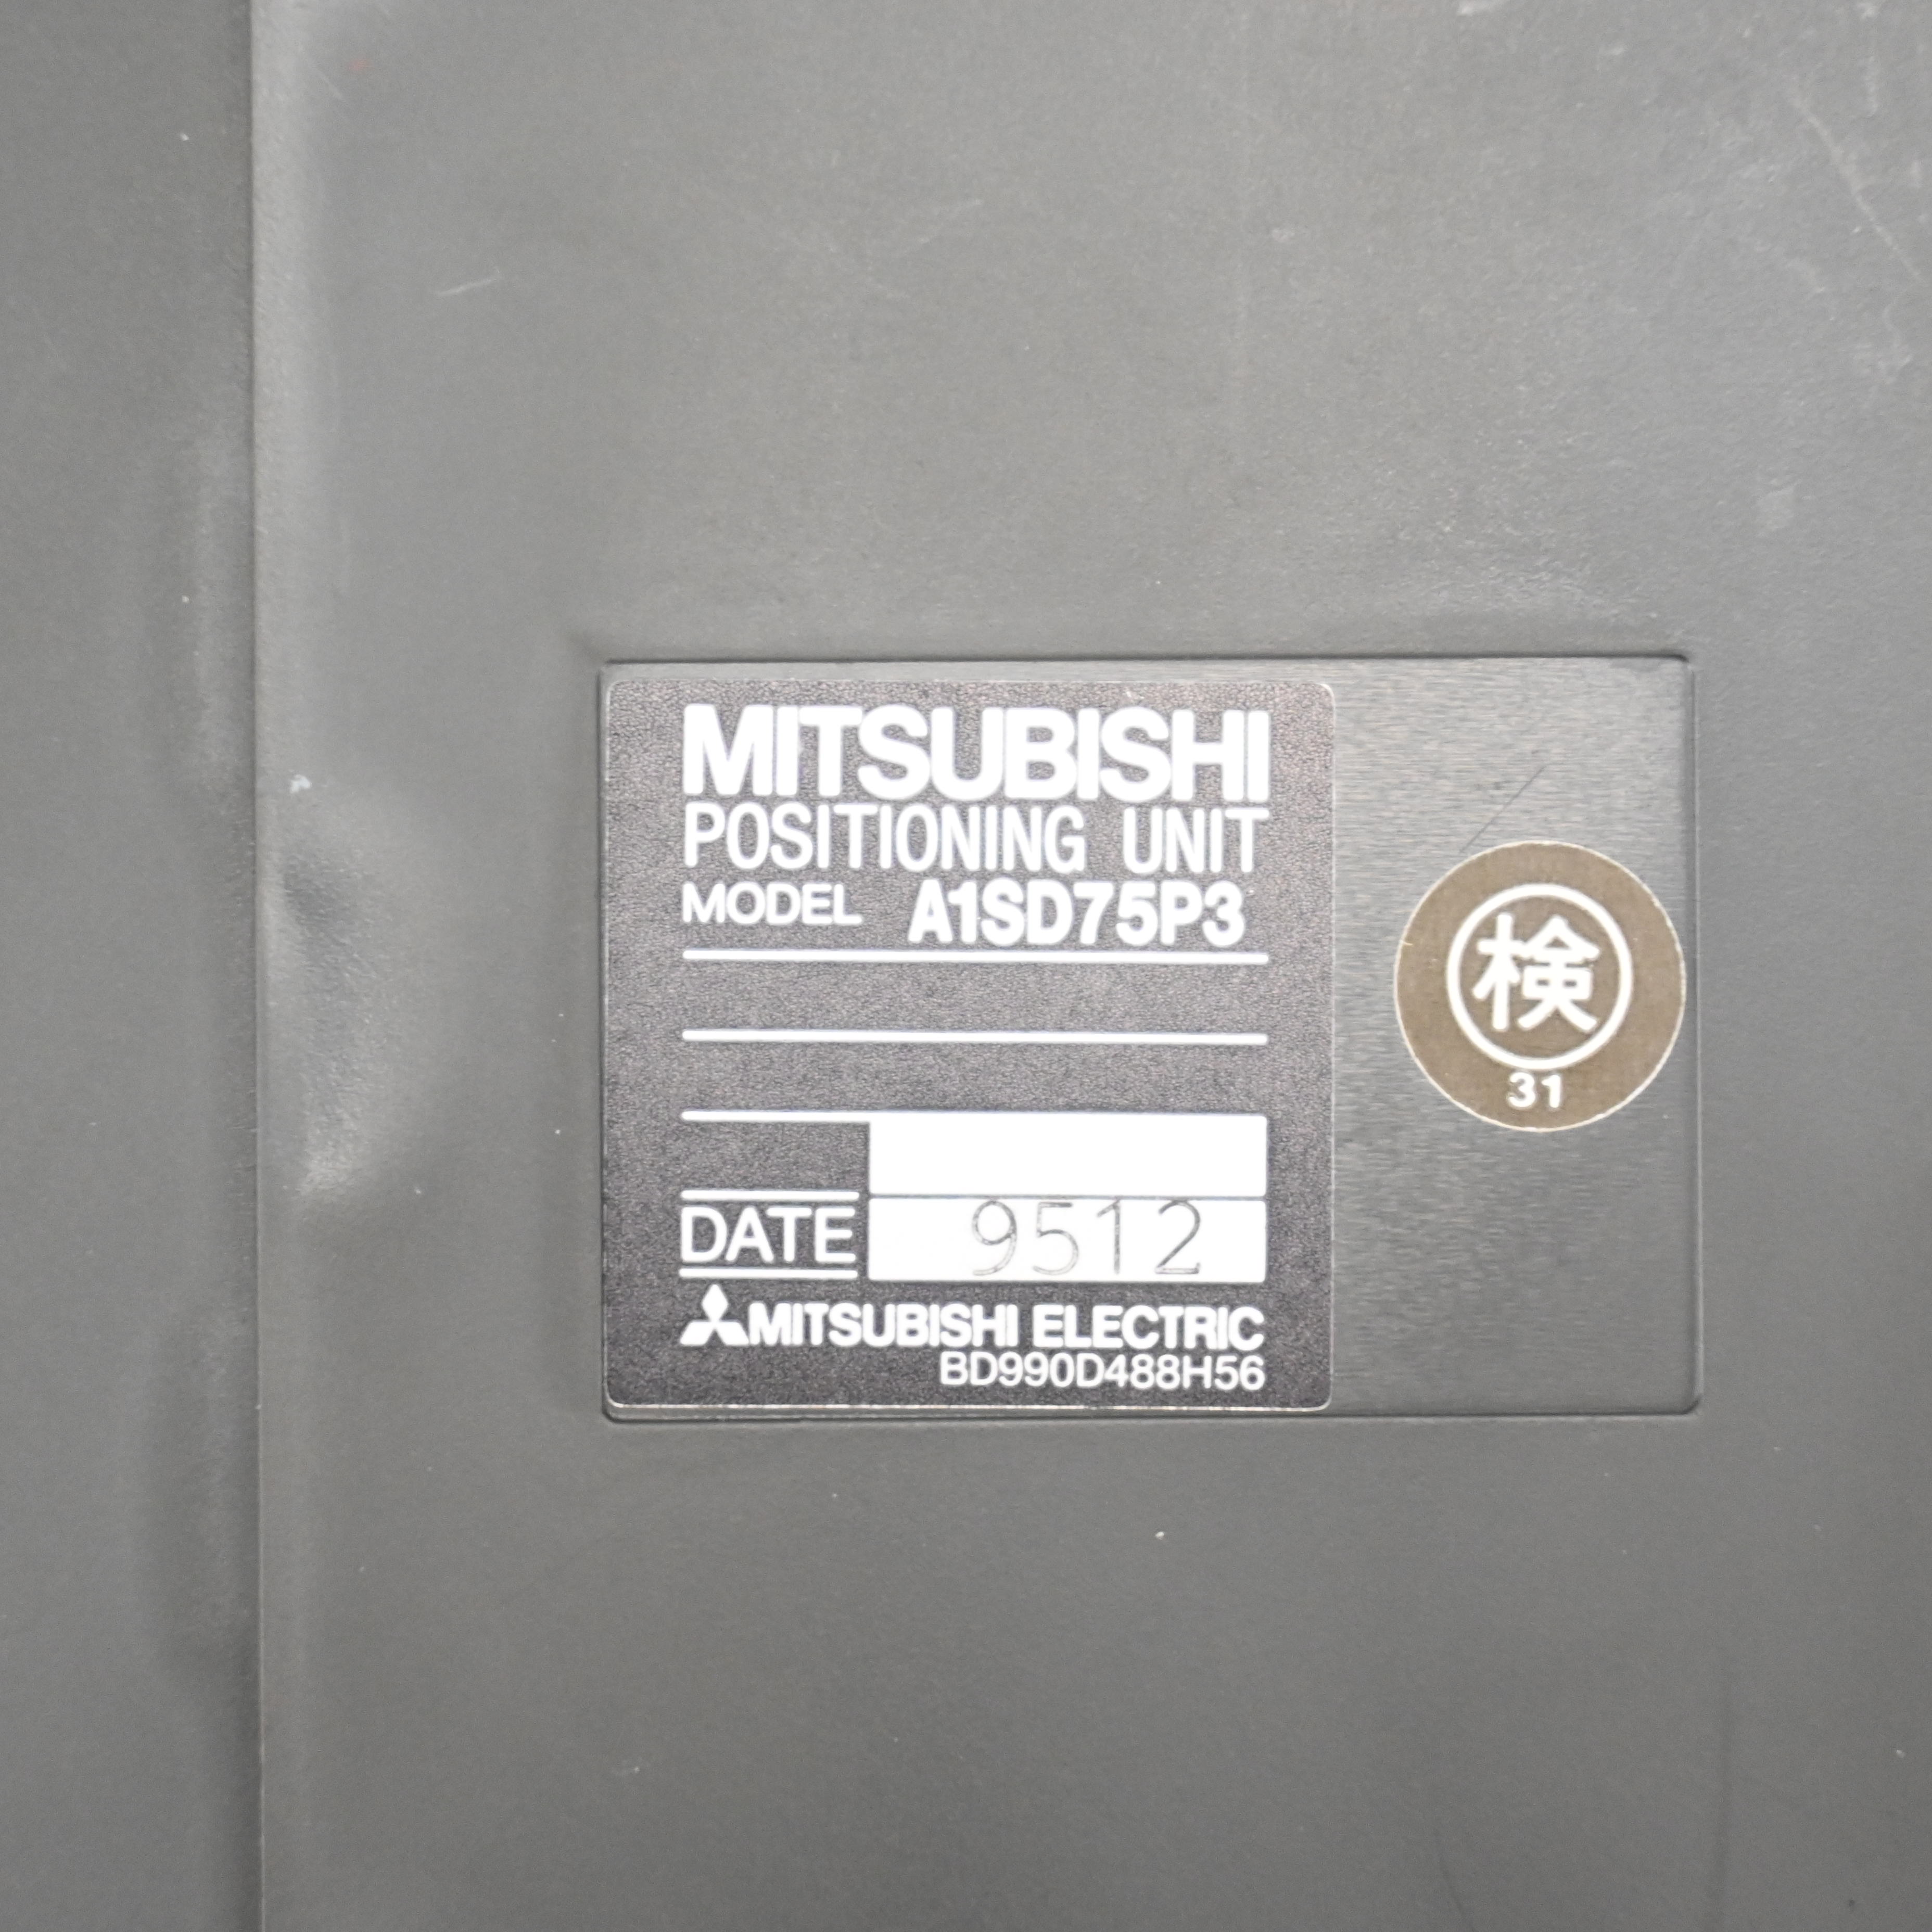 MITSUBISHI
POSITIONING UNIT
MODEL A1SD75P3
DATE 9512
MITSUBISHI ELECTRIC
BD990D488H56
検
31